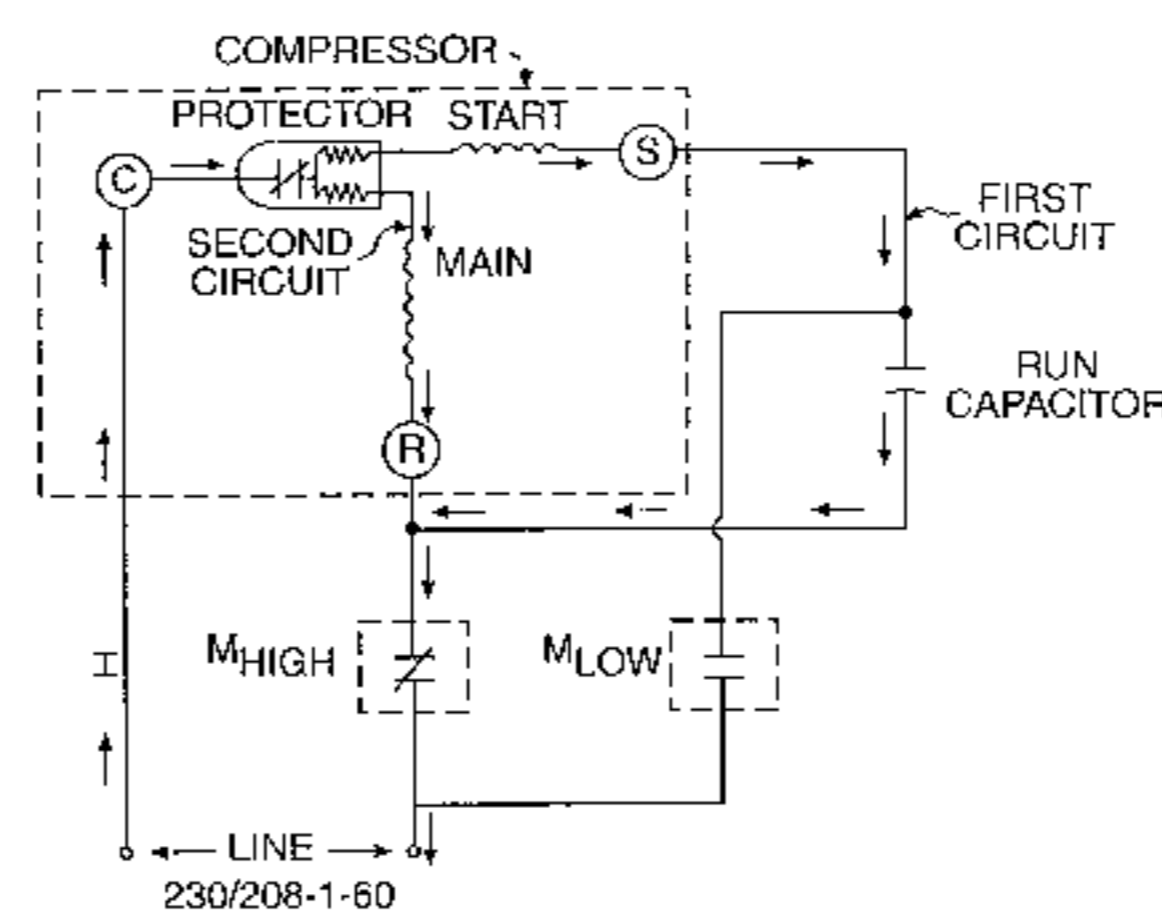 COMPRESSOR
PROTECTOR START
C
S
FIRST
CIRCUIT
SECOND
CIRCUIT
MAIN
RUN
CAPACITOR
R
MHIGH
MLOW
I
LINE
230/208-1-60